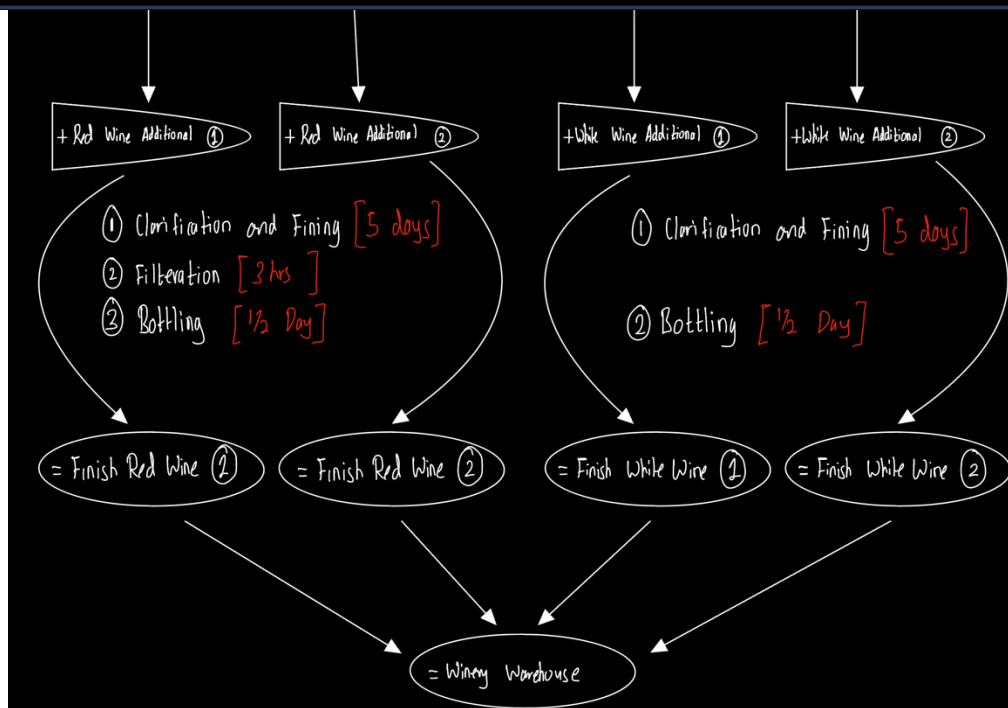 + Red Wine Additional ①
+ Red Wine Additional ②
+White Wine Additional ①
+White Wine Additional ②
① Clarification and Fining [5 days]
② Filteration [3 hrs]
③ Bottling [1/2 Day]
① Clarification and Fining [5 days]
② Bottling [1/2 Day]
= Finish Red Wine ②
= Finish Red Wine ②
= Finish White Wine ①
= Finish White Wine ②
= Winery Warehouse